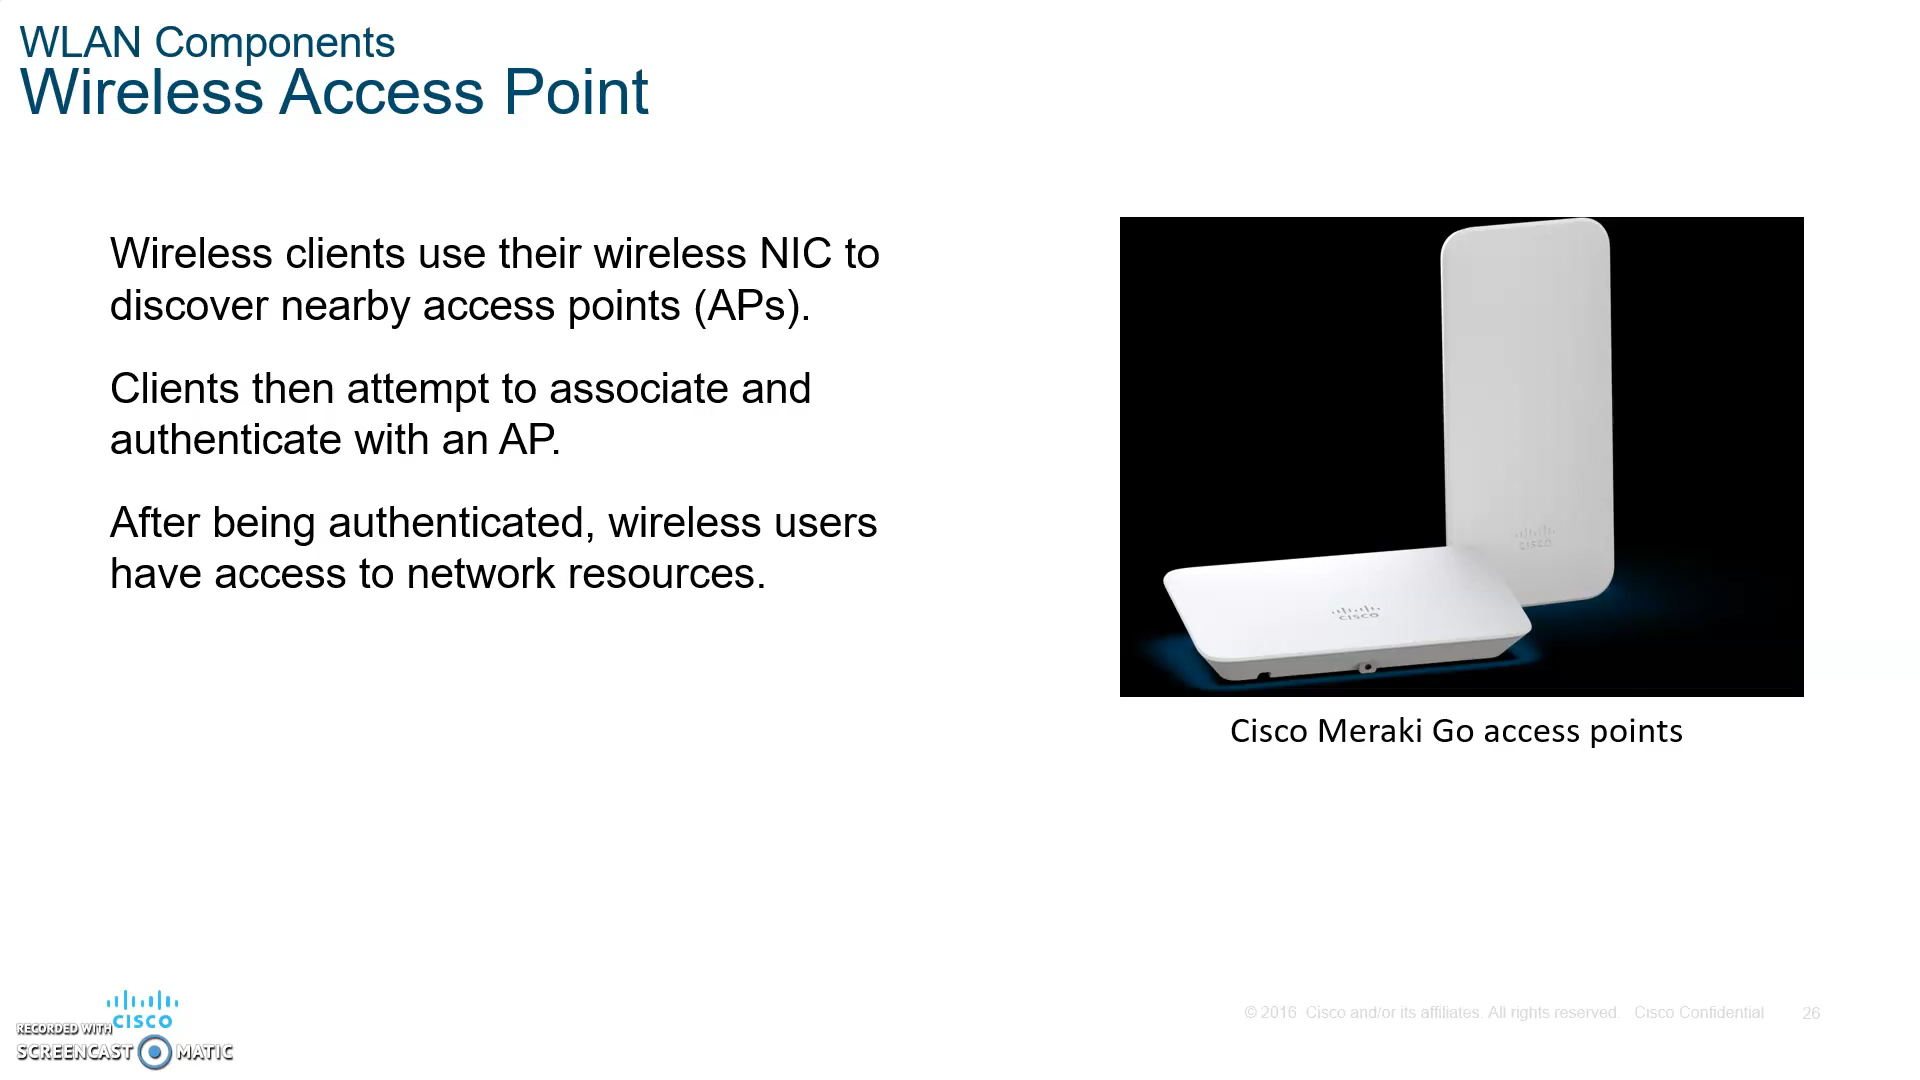 WLAN Components
Wireless Access Point
Wireless clients use their wireless NIC to
discover nearby access points (APs).
Clients then attempt to associate and
authenticate with an AP.
After being authenticated, wireless users
have access to network resources.
CISCO
CISCO
Cisco Meraki Go access points
CISCO
RECORDED WITH
SCREENCAST MATIC
© 2016 Cisco and/or its affiliates. All rights reserved. Cisco Confidential
26